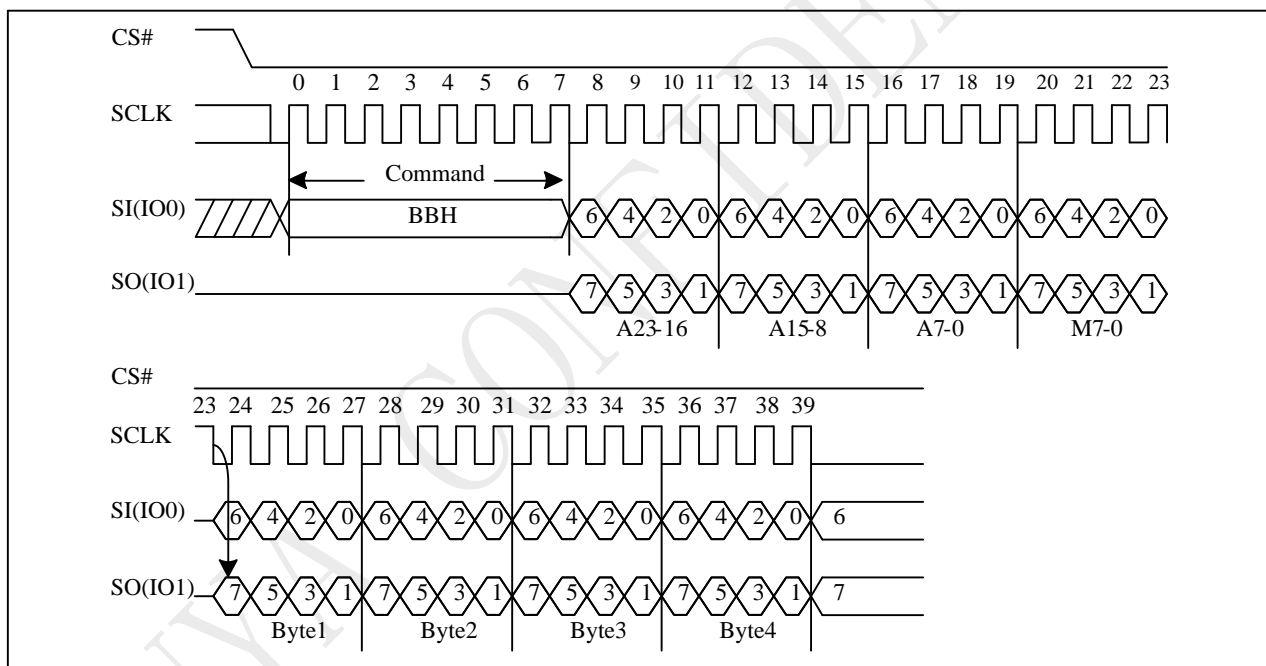 CS#
0 1 2 3 4 5 6 7 8 9 10 11 12 13 14 15 16 17 18 19 20 21 22 23
SCLK
Command
SI(IO0) BBH 6 4 2 0 6 4 2 0 6 4 2 0 6 4 2 0
SO(IO1) 7 5 3 1 7 5 3 1 7 5 3 1 7 5 3 1
A23-16 A15-8 A7-0 M7-0
CS#
23 24 25 26 27 28 29 30 31 32 33 34 35 36 37 38 39
SCLK
SI(IO0) 6 4 2 0 6 4 2 0 6 4 2 0 6 4 2 0 6
SO(IO1) 7 5 3 1 7 5 3 1 7 5 3 1 7 5 3 1 7
Byte1 Byte2 Byte3 Byte4